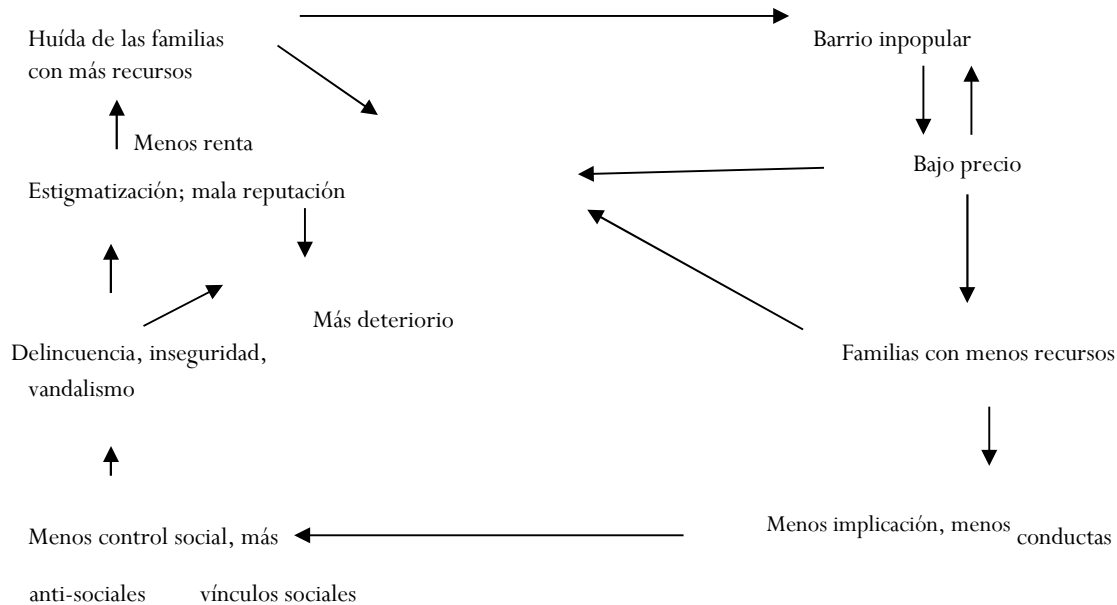 Huída de las familias
con más recursos
Barrio inpopular
Menos renta
Bajo precio
Estigmatización; mala reputación
Más deteriorio
Delincuencia, inseguridad,
vandalismo
Familias con menos recursos
Menos implicación, menos conductas
Menos control social, más
anti-sociales vínculos sociales